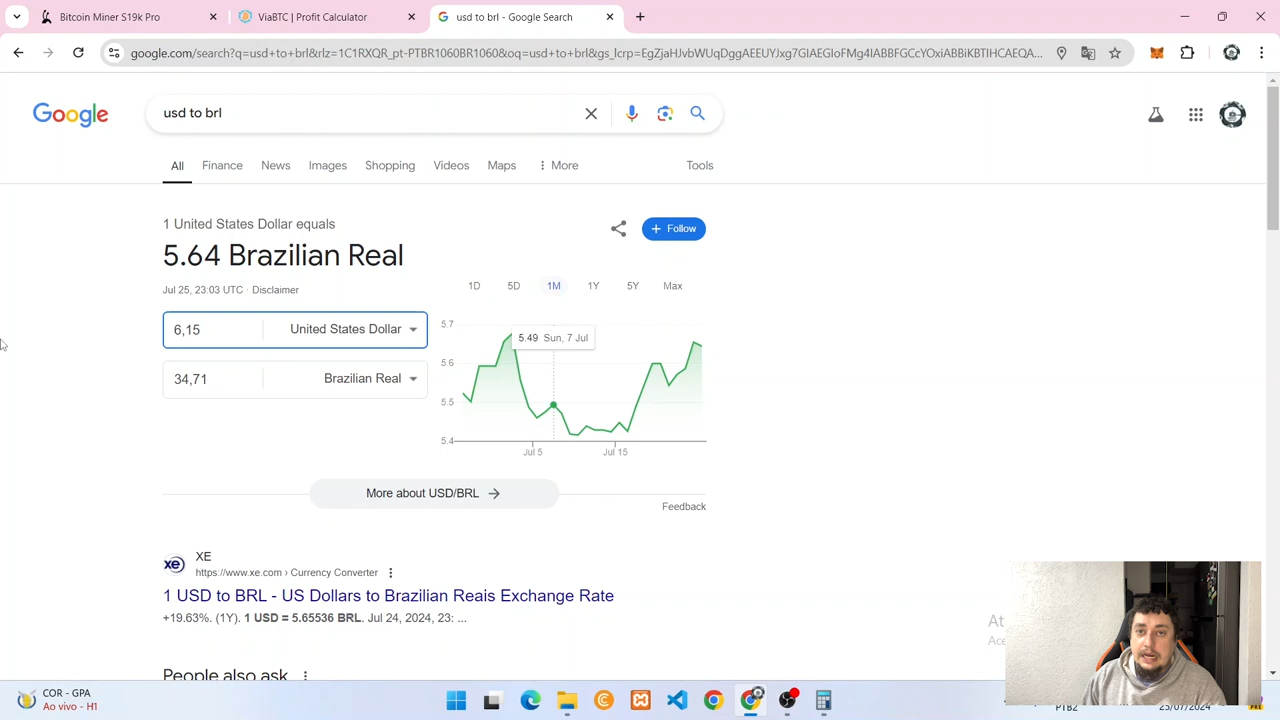 Bitcoin Miner S19k Pro
ViaBTC | Profit Calculator
usd to brl - Google Search
google.com/search?q=usd+to+brl&rlz=1C1RXQR_pt-PTBR1060BR1060&oq=usd+to+brl&gs_lcrp=EgZjaHJvbWUqDggAEEUYJxg7GIAEGIoFMg4IABBFGCcYOxiABBiKBTIHCAEQA...
Google
usd to brl
All
Finance
News
Images
Shopping
Videos
Maps
More
Tools
1 United States Dollar equals
Follow
5.64 Brazilian Real
Jul 25, 23:03 UTC · Disclaimer
1D
5D
1M
1Y
5Y
Max
6,15
United States Dollar
34,71
Brazilian Real
5.7
5.49 Sun, 7 Jul
5.6
5.5
5.4
Jul 5
Jul 15
More about USD/BRL
Feedback
xe
XE
https://www.xe.com › Currency Converter
1 USD to BRL - US Dollars to Brazilian Reais Exchange Rate
+19.63%. (1Y). 1 USD = 5.65536 BRL. Jul 24, 2024, 23: ...
People also ask
At
Ace
COR - GPA
Ao vivo - H1
PTB2
25/07/2024